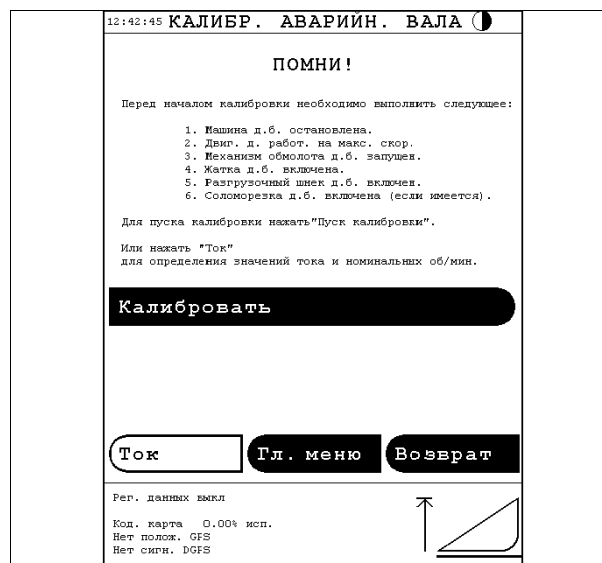 12:42:45 КАЛИБР. АВАРИЙН. ВАЛА
ПОМНИ!
Перед началом калибровки необходимо выполнить следующее:
1. Машина д.б. остановлена.
2. Двиг. д. работ. на макс. скор.
3. Механизм обмолота д.б. запущен.
4. Жатка д.б. включена.
5. Разгрузочный шнек д.б. включен.
6. Соломорезка д.б. включена (если имеется).
Для пуска калибровки нажать"Пуск калибровки".
Или нажать "Ток"
для определения значений тока и номинальных об/мин.
Калибровать
Ток Гл. меню Возврат
Рег. данных выкл
Код. карта 0.00% исп.
Нет полож. GPS
Нет сигн. DGPS